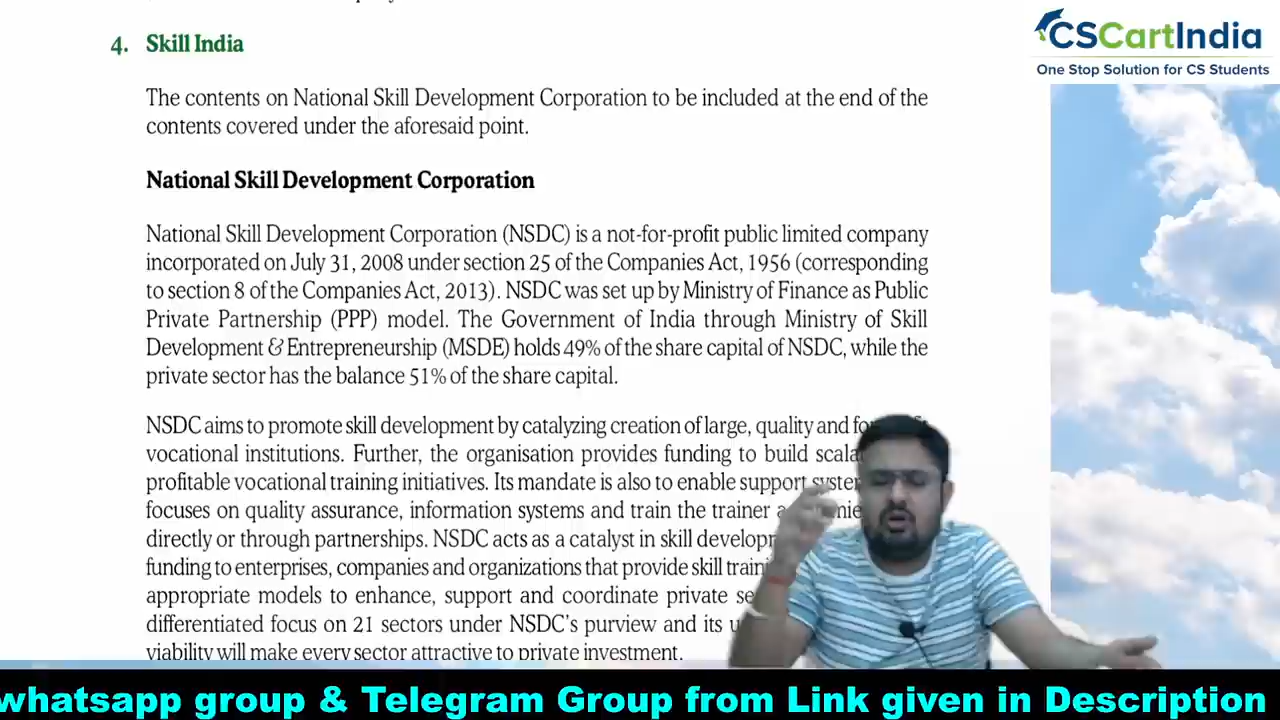 4. Skill India
CSCartIndia
One Stop Solution for CS Students
The contents on National Skill Development Corporation to be included at the end of the
contents covered under the aforesaid point.
National Skill Development Corporation
National Skill Development Corporation (NSDC) is a not-for-profit public limited company
incorporated on July 31, 2008 under section 25 of the Companies Act, 1956 (corresponding
to section 8 of the Companies Act, 2013). NSDC was set up by Ministry of Finance as Public
Private Partnership (PPP) model. The Government of India through Ministry of Skill
Development & Entrepreneurship (MSDE) holds 49% of the share capital of NSDC, while the
private sector has the balance 51% of the share capital.
NSDC aims to promote skill development by catalyzing creation of large, quality and
vocational institutions. Further, the organisation provides funding to build
profitable vocational training initiatives. Its mandate is also to enable support
focuses on quality assurance, information systems and train the trainer
directly or through partnerships. NSDC acts as a catalyst in skill
funding to enterprises, companies and organizations that provide skill
appropriate models to enhance, support and coordinate private
differentiated focus on 21 sectors under NSDC's purview and its
viability will make every sector attractive to private investment.
whatsapp group & Telegram Group from Link given in Description